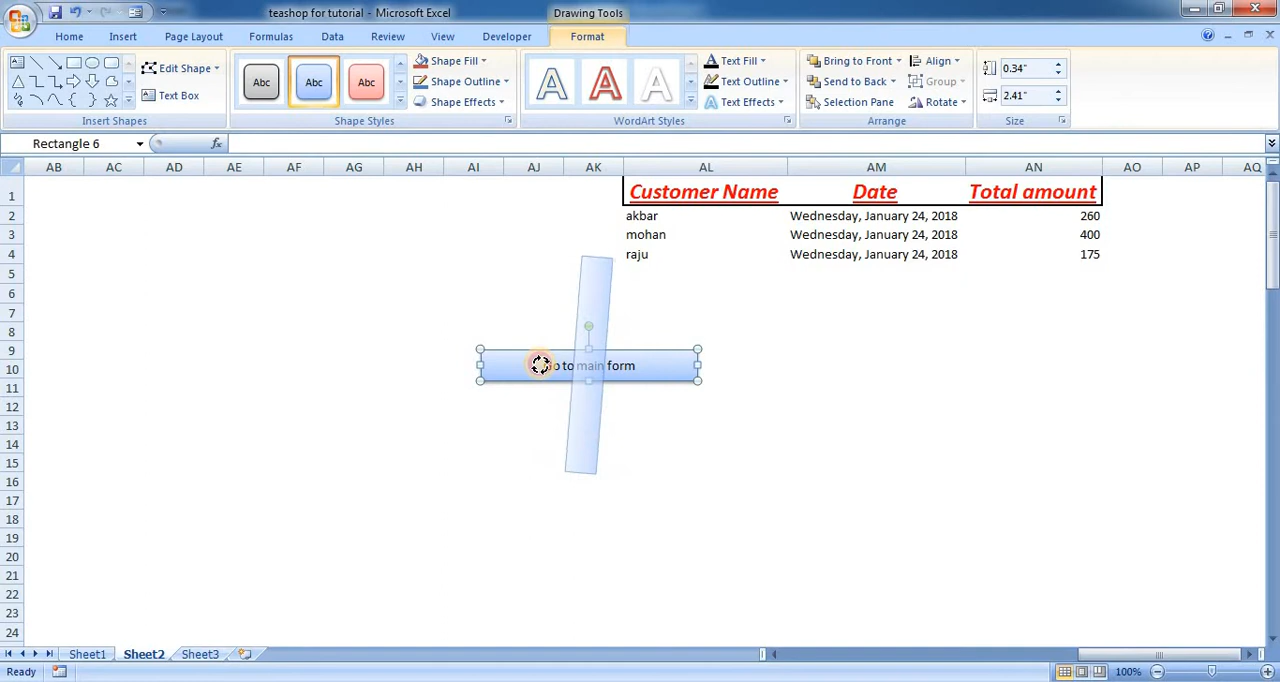 teashop for tutorial - Microsoft Excel
Drawing Tools
Home Insert Page Layout Formulas Data Review View Developer Format
Edit Shape
Text Box
Insert Shapes
Abc Abc Abc
Shape Fill
Shape Outline
Shape Effects
Shape Styles
A A A
Text Fill
Text Outline
Text Effects
WordArt Styles
Bring to Front
Send to Back
Selection Pane
Align
Group
Rotate
Arrange
0.34"
2.41"
Size
Rectangle 6
fx
AB AC AD AE AF AG AH AI AJ AK AL AM AN AO AP AQ
1 Customer Name Date Total amount
2 akbar Wednesday, January 24, 2018 260
3 mohan Wednesday, January 24, 2018 400
4 raju Wednesday, January 24, 2018 175
5
6
7
8
9
10 to main form
11
12
13
14
15
16
17
18
19
20
21
22
23
24
Sheet1 Sheet2 Sheet3
Ready
100%